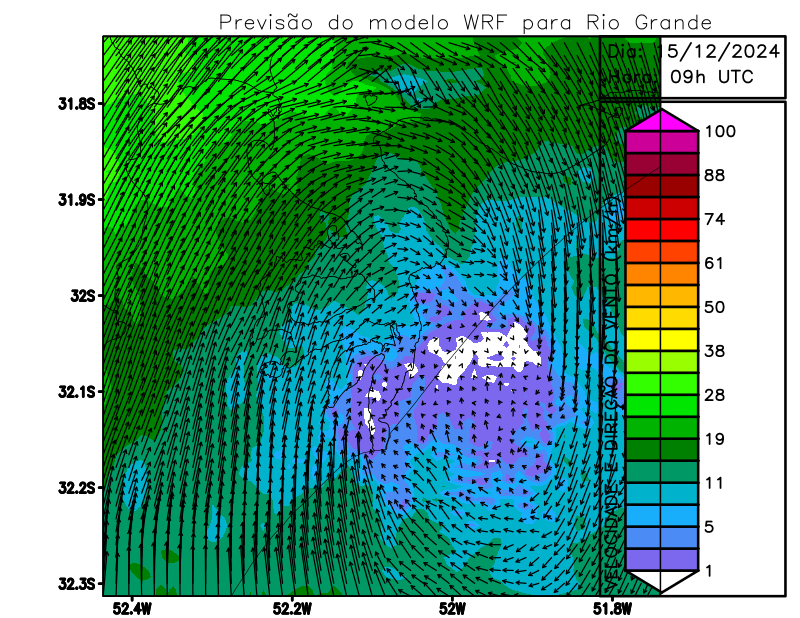 Previsão do modelo WRF para Rio Grande
Dia: 15/12/2024
Hora: 09h UTC
31.8S
31.9S
32S
32.1S
32.2S
32.3S
52.4W
52.2W
52W
51.8W
VELOCIDADE E DIREÇÃO DO VENTO (km/h)
100
88
74
61
50
38
28
19
11
5
1